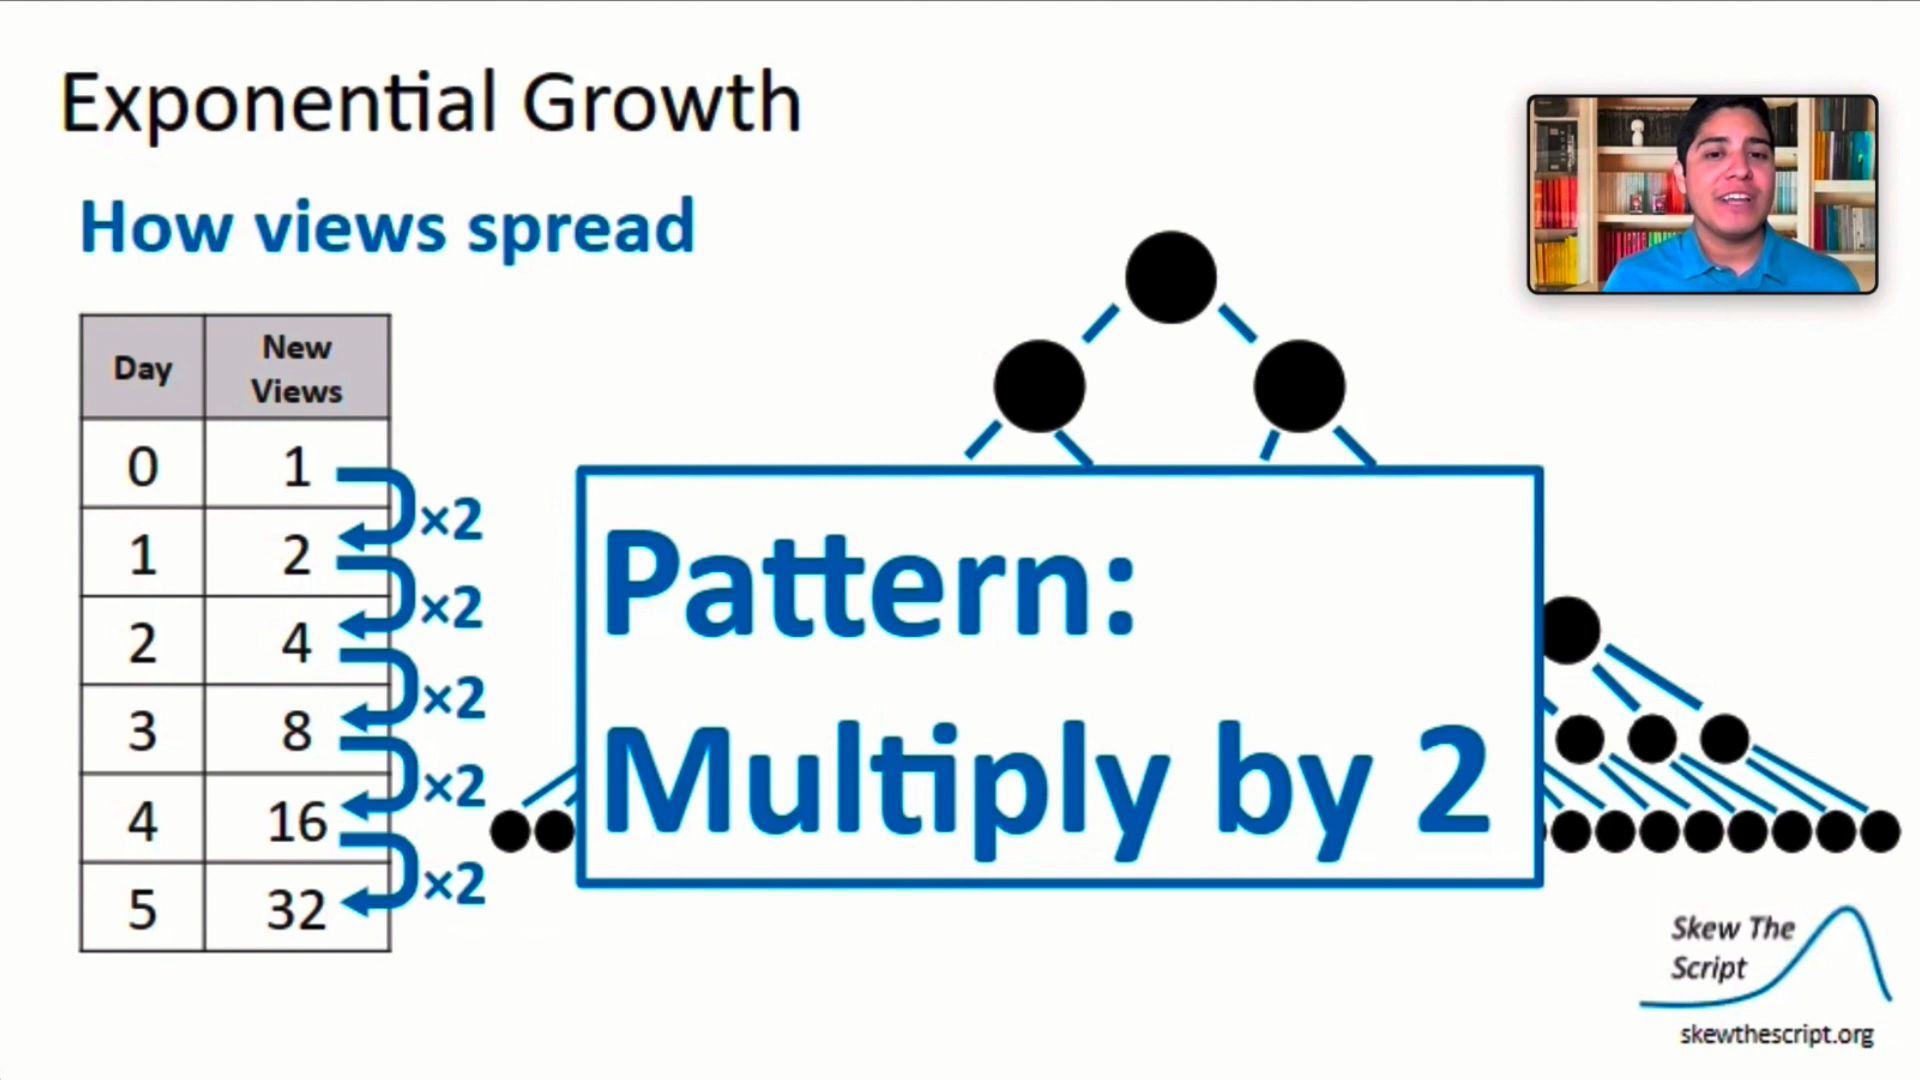 Exponential Growth
How views spread
Day
New
Views
0 1
×2
1 2
×2
2 4
×2
3 8
×2
4 16
×2
5 32
Pattern:
Multiply by 2
Skew The
Script
skewthescript.org